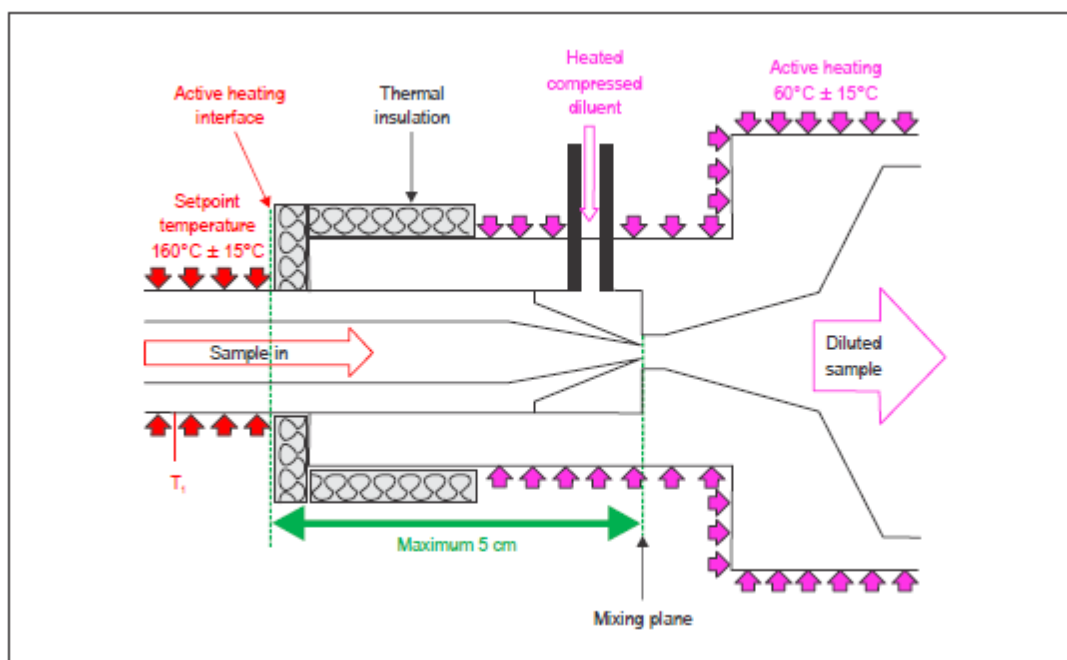 Heated
compressed
diluent
Active heating
60°C ± 15°C
Active heating
interface
Thermal
insulation
Setpoint
temperature
160°C ± 15°C
Sample in
Diluted
sample
T₁
Maximum 5 cm
Mixing plane